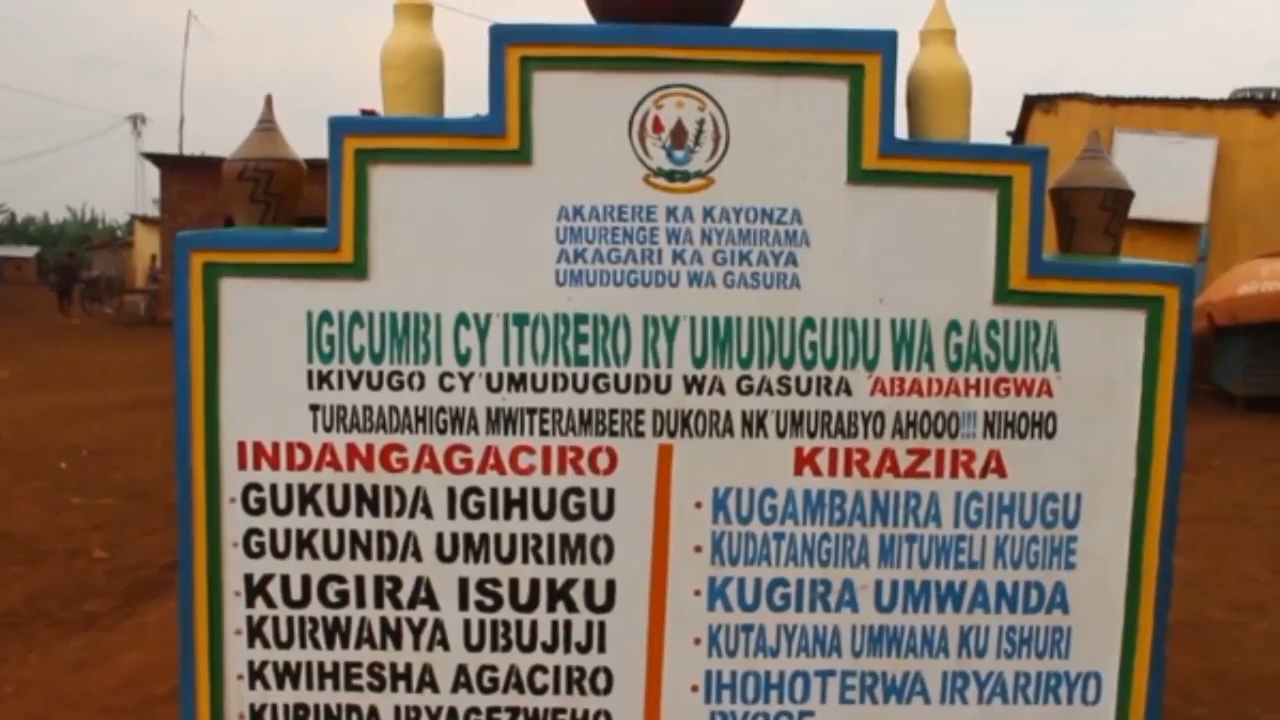 AKARERE KA KAYONZA
UMURENGE WA NYAMIRAMA
AKAGARI KA GIKAYA
UMUDUGUDU WA GASURA
IGICUMBI CY'ITORERO RY'UMUDUGUDU WA GASURA
IKIVUGO CY'UMUDUGUDU WA GASURA "ABADAHIGWA"
TURABADAHIGWA MWITERAMBERE DUKORA NK'UMURABYO AHOOO!!! NIHOHO
INDANGAGACIRO
·GUKUNDA IGIHUGU
·GUKUNDA UMURIMO
·KUGIRA ISUKU
·KURWANYA UBUJIJI
·KWIHESHA AGACIRO
KURINDA IBYAGEZWEHO
KIRAZIRA
·KUGAMBANIRA IGIHUGU
·KUDATANGIRA MITUWELI KUGIHE
·KUGIRA UMWANDA
·KUTAJYANA UMWANA KU ISHURI
·IHOHOTERWA IRYARIRYO